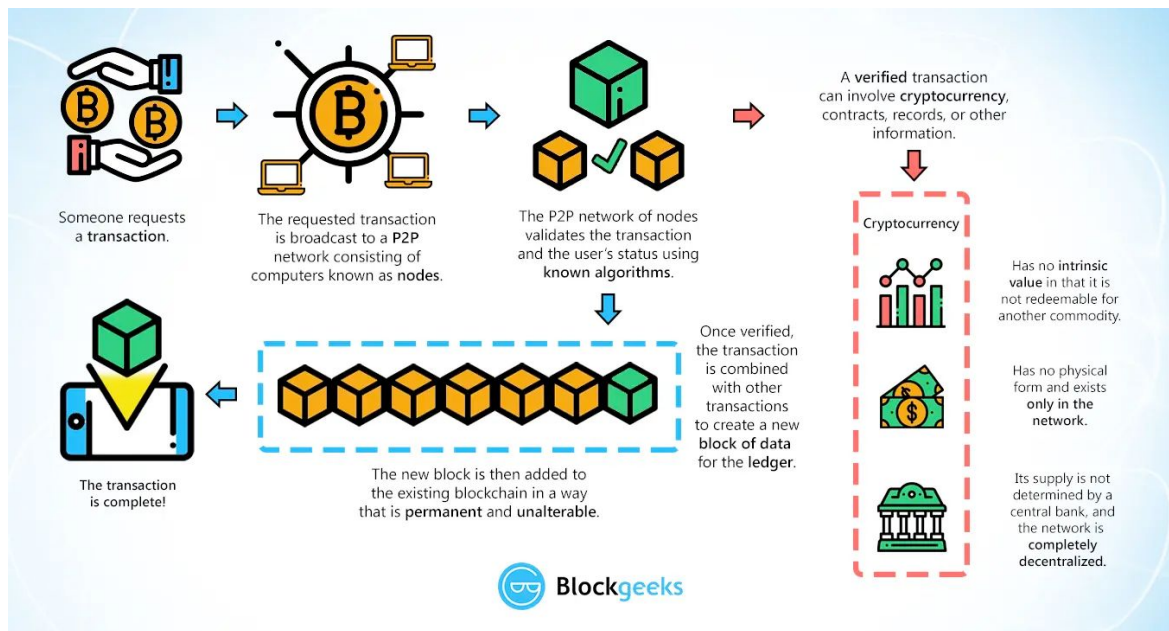 Someone requests
a transaction.
The requested transaction
is broadcast to a P2P
network consisting of
computers known as nodes.
The P2P network of nodes
validates the transaction
and the user's status using
known algorithms.
A verified transaction
can involve cryptocurrency,
contracts, records, or other
information.
Cryptocurrency
Has no intrinsic
value in that it is
not redeemable for
another commodity.
Has no physical
form and exists
only in the
network.
Its supply is not
determined by a
central bank, and
the network is
completely
decentralized.
Once verified,
the transaction
is combined
with other
transactions
to create a new
block of data
for the ledger.
The new block is then added to
the existing blockchain in a way
that is permanent and unalterable.
The transaction
is complete!
Blockgeeks